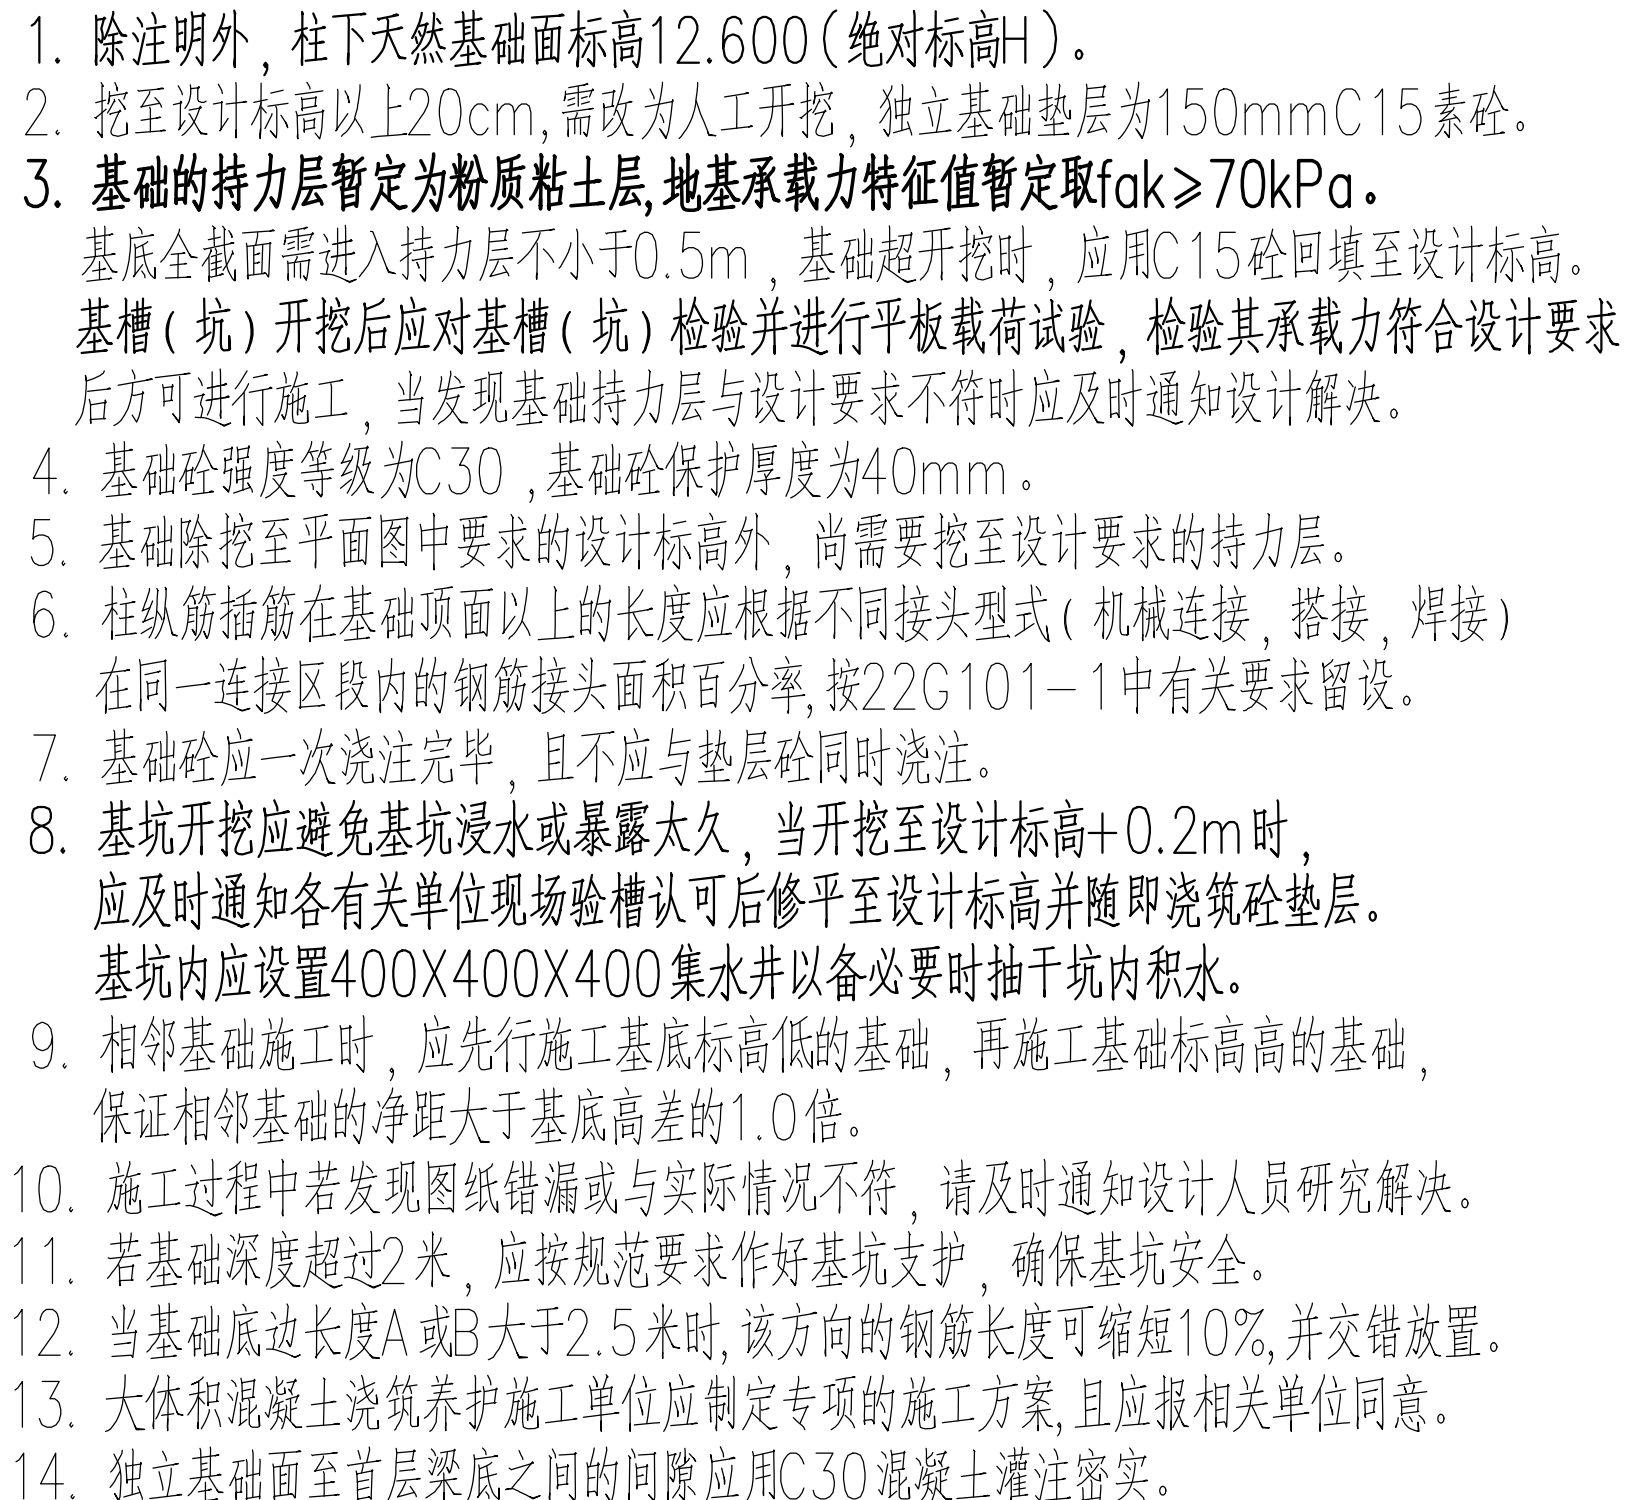 1. 除注明外，柱下天然基础面标高12.600(绝对标高H)。
2. 挖至设计标高以上20cm,需改为人工开挖，独立基础垫层为150mmC15素砼。
3. 基础的持力层暂定为粉质粘土层,地基承载力特征值暂定取fak≥70kPa。
基底全截面需进入持力层不小于0.5m，基础超开挖时，应用C15砼回填至设计标高。
基槽(坑)开挖后应对基槽(坑)检验并进行平板载荷试验，检验其承载力符合设计要求
后方可进行施工，当发现基础持力层与设计要求不符时应及时通知设计解决。
4. 基础砼强度等级为C30,基础砼保护厚度为40mm。
5. 基础除挖至平面图中要求的设计标高外，尚需要挖至设计要求的持力层。
6. 柱纵筋插筋在基础顶面以上的长度应根据不同接头型式(机械连接，搭接，焊接)
在同一连接区段内的钢筋接头面积百分率,按22G101-1中有关要求留设。
7. 基础砼应一次浇注完毕，且不应与垫层砼同时浇注。
8. 基坑开挖应避免基坑浸水或暴露太久，当开挖至设计标高+0.2m时，
应及时通知各有关单位现场验槽认可后修平至设计标高并随即浇筑砼垫层。
基坑内应设置400X400X400集水井以备必要时抽干坑内积水。
9. 相邻基础施工时，应先行施工基底标高低的基础，再施工基础标高高的基础，
保证相邻基础的净距大于基底高差的1.0倍。
10. 施工过程中若发现图纸错漏或与实际情况不符，请及时通知设计人员研究解决。
11. 若基础深度超过2米，应按规范要求作好基坑支护，确保基坑安全。
12. 当基础底边长度A或B大于2.5米时,该方向的钢筋长度可缩短10%,并交错放置。
13. 大体积混凝土浇筑养护施工单位应制定专项的施工方案,且应报相关单位同意。
14. 独立基础面至首层梁底之间的间隙应用C30混凝土灌注密实。